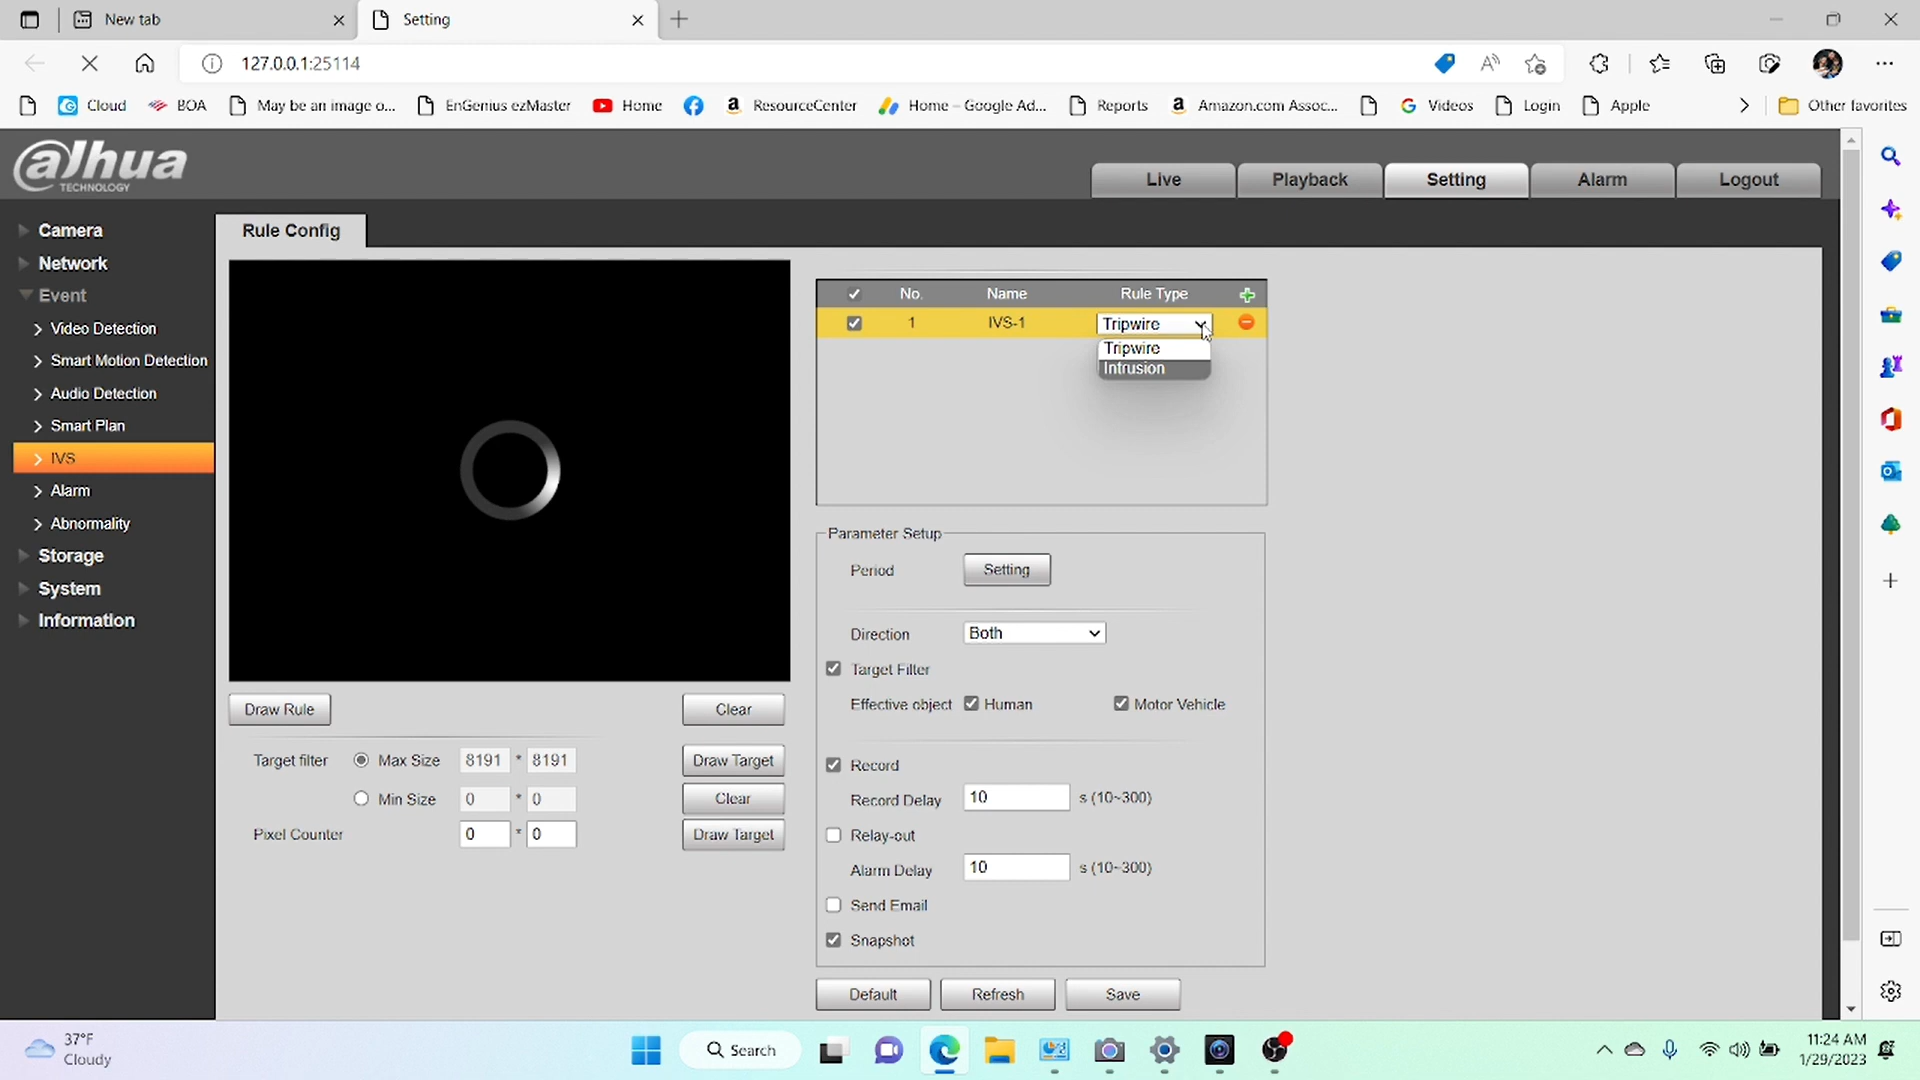 New tab
Setting
127.0.0.1:25114
Cloud
BOA
May be an image o...
EnGenius ezMaster
Home
ResourceCenter
Home – Google Ad...
Reports
Amazon.com Assoc...
Videos
Login
Apple
Other favorites
alhua
TECHNOLOGY
Live
Playback
Setting
Alarm
Logout
Camera
Network
Event
Video Detection
Smart Motion Detection
Audio Detection
Smart Plan
IVS
Alarm
Abnormality
Storage
System
Information
Rule Config
No. Name Rule Type
1 IVS-1 Tripwire
Tripwire
Intrusion
Draw Rule
Clear
Target filter Max Size 8191 * 8191 Draw Target
Min Size 0 * 0 Clear
Pixel Counter 0 * 0 Draw Target
Parameter Setup
Period Setting
Direction Both
Target Filter
Effective object Human Motor Vehicle
Record
Record Delay 10 s (10~300)
Relay-out
Alarm Delay 10 s (10~300)
Send Email
Snapshot
Default
Refresh
Save
37°F
Cloudy
Search
11:24 AM
1/29/2023